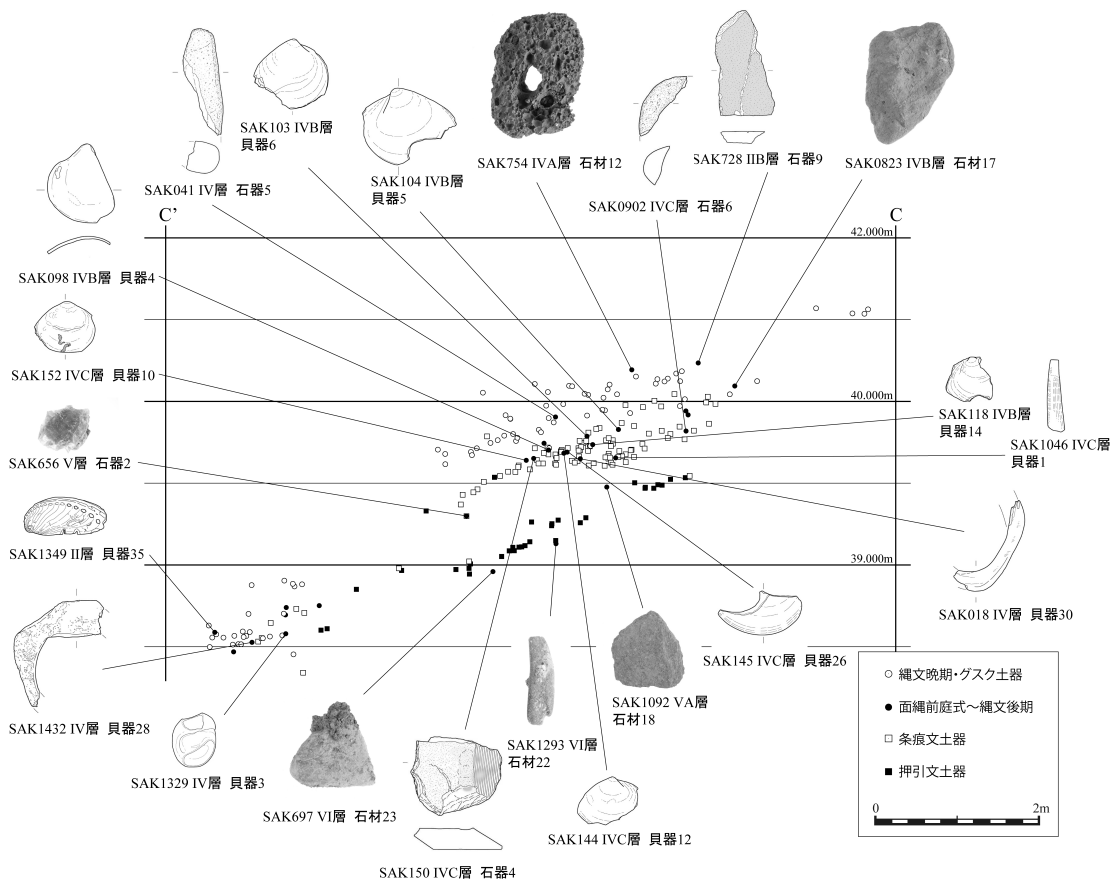 SAK103 IVB層
貝器6
SAK041 IV層 石器5
SAK104 IVB層
貝器5
SAK754 IVA層 石材12
SAK0902 IVC層 石器6
SAK728 IIB層 石器9
SAK0823 IVB層 石材17
C’
C
42.000m
SAK098 IVB層 貝器4
SAK152 IVC層 貝器10
40.000m
SAK118 IVB層
貝器14
SAK1046 IVC層
貝器1
SAK656 V層 石器2
SAK1349 II層 貝器35
39.000m
SAK018 IV層 貝器30
SAK145 IVC層 貝器26
SAK1432 IV層 貝器28
SAK1092 VA層
石材18
SAK1293 VI層
石材22
SAK1329 IV層 貝器3
SAK697 VI層 石材23
SAK144 IVC層 貝器12
SAK150 IVC層 石器4
縄文晩期・グスク土器
面縄前庭式～縄文後期
条痕文土器
押引文土器
0 2m